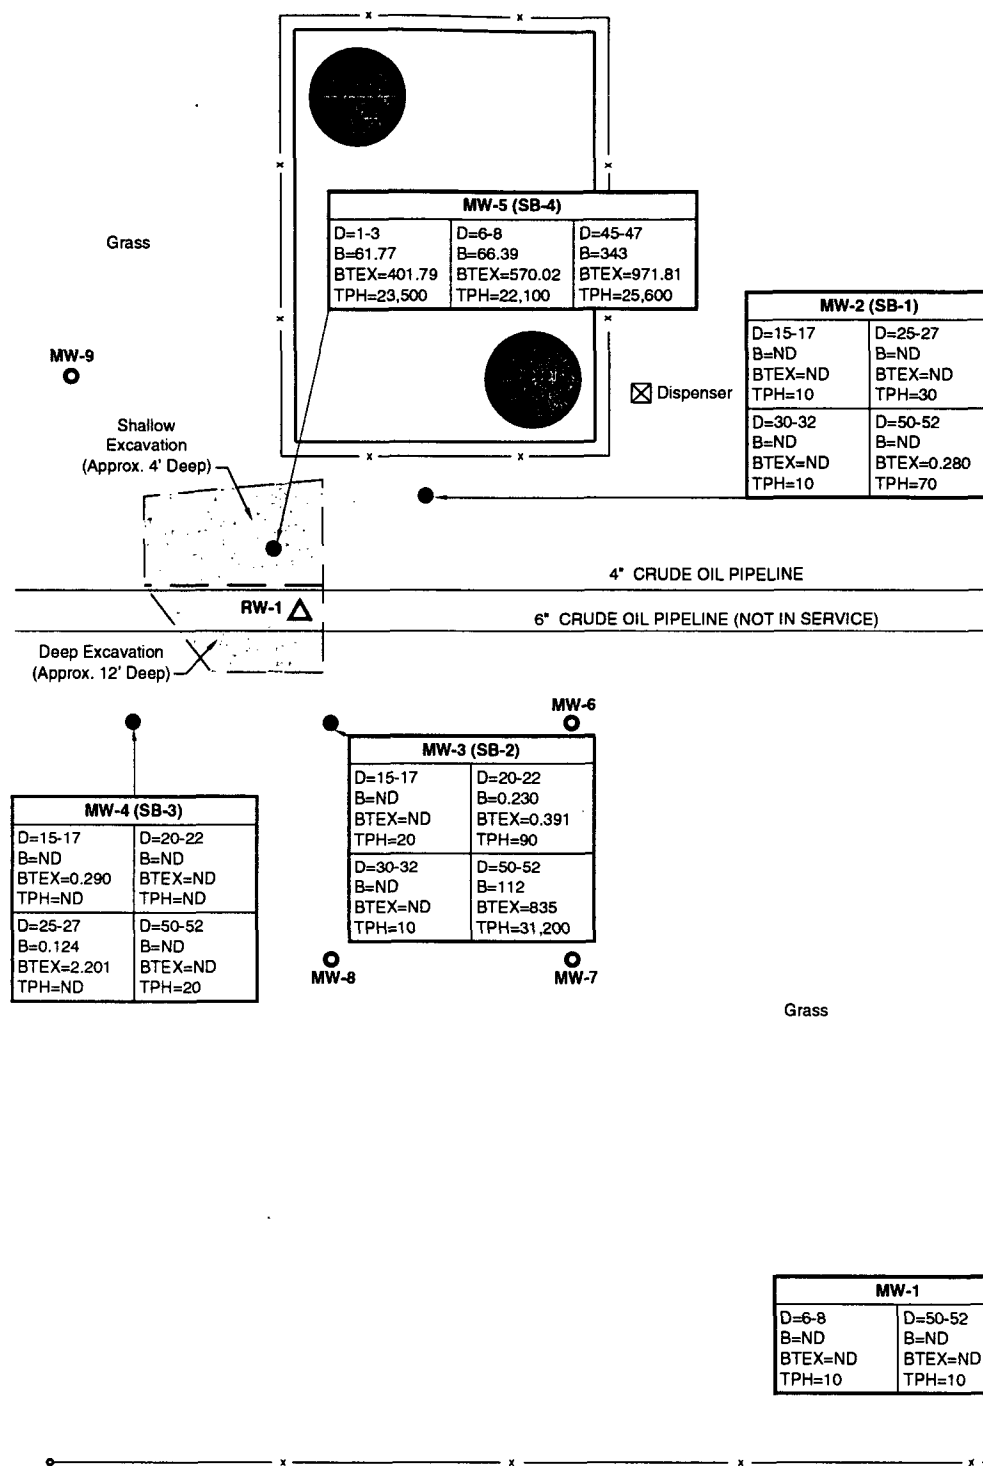 MW-5 (SB-4)
D=1-3
B=61.77
BTEX=401.79
TPH=23,500
D=6-8
B=66.39
BTEX=570.02
TPH=22,100
D=45-47
B=343
BTEX=971.81
TPH=25,600
Grass
MW-2 (SB-1)
D=15-17
B=ND
BTEX=ND
TPH=10
D=25-27
B=ND
BTEX=ND
TPH=30
D=30-32
B=ND
BTEX=ND
TPH=10
D=50-52
B=ND
BTEX=0.280
TPH=70
MW-9
Dispenser
Shallow
Excavation
(Approx. 4' Deep)
4" CRUDE OIL PIPELINE
RW-1
6" CRUDE OIL PIPELINE (NOT IN SERVICE)
Deep Excavation
(Approx. 12' Deep)
MW-6
MW-3 (SB-2)
D=15-17
B=ND
BTEX=ND
TPH=20
D=20-22
B=0.230
BTEX=0.391
TPH=90
D=30-32
B=ND
BTEX=ND
TPH=10
D=50-52
B=112
BTEX=835
TPH=31,200
MW-4 (SB-3)
D=15-17
B=ND
BTEX=0.290
TPH=ND
D=20-22
B=ND
BTEX=ND
TPH=ND
D=25-27
B=0.124
BTEX=2.201
TPH=ND
D=50-52
B=ND
BTEX=ND
TPH=20
MW-8
MW-7
Grass
MW-1
D=6-8
B=ND
BTEX=ND
TPH=10
D=50-52
B=ND
BTEX=ND
TPH=10